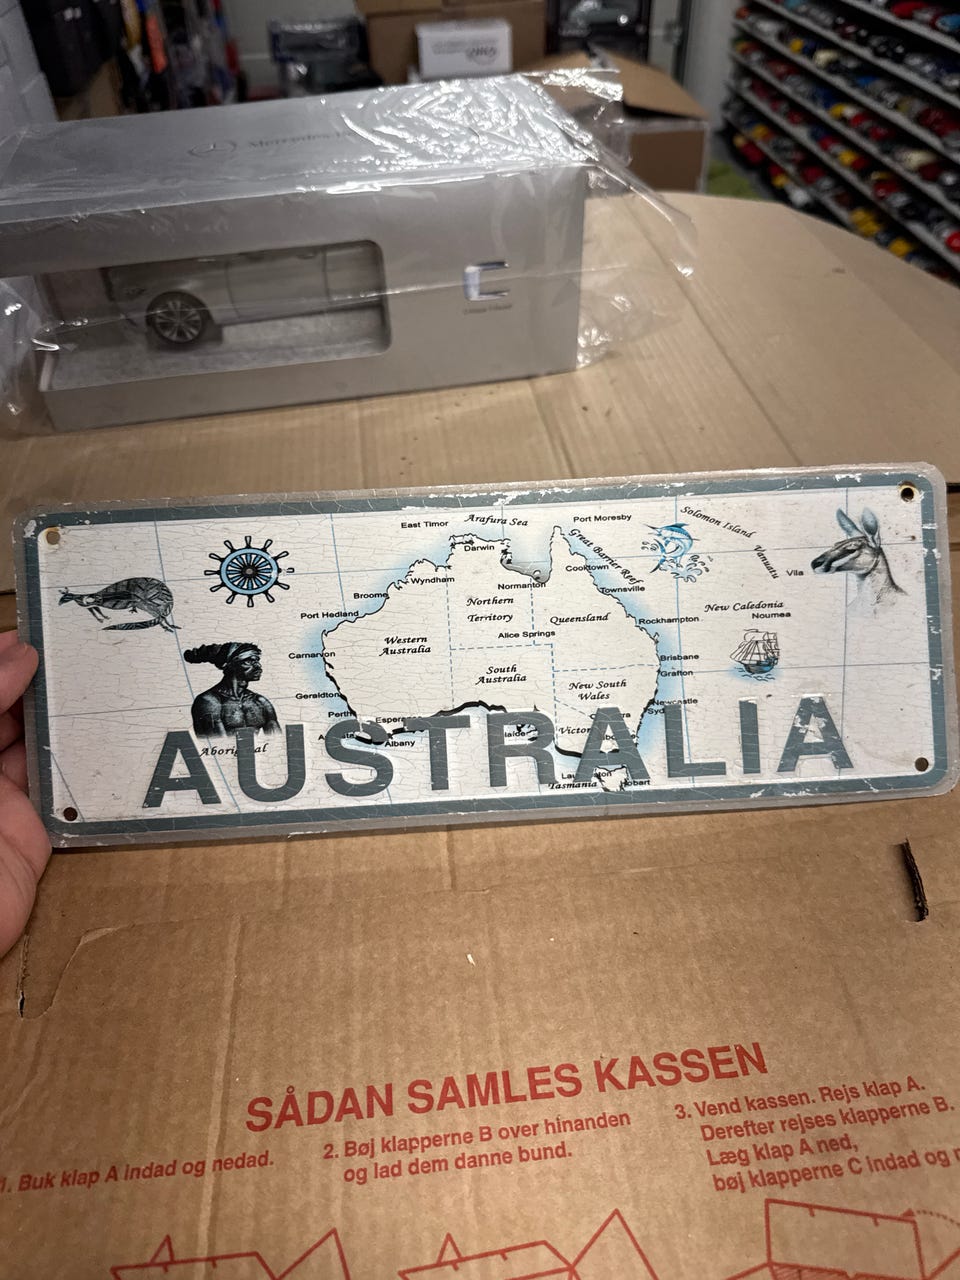 Mercedes-Be
East Timor
Arafura Sea
Port Moresby
Solomon Island
Darwin
Great Barrier Reef
Vanuatu
Cooktown
Vila
Wyndham
Normanton
Townsville
Broome
Northern
Territory
New Caledonia
Noumea
Port Hedland
Queensland
Rockhampton
Alice Springs
Western
Australia
Carnarvon
Brisbane
South
Australia
Grafton
New South
Wales
Geraldton
Newcastle
Perth
Esperance
Albany
Aboriginal
Tasmania
Hobart
AUSTRALIA
SÅDAN SAMLES KASSEN
1. Buk klap A indad og nedad.
2. Bøj klapperne B over hinanden
og lad dem danne bund.
3. Vend kassen. Rejs klap A.
Derefter rejses klapperne B.
Læg klap A ned,
bøj klapperne C indad og n